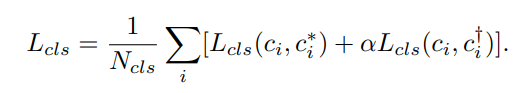 $L_{cls} = \frac{1}{N_{cls}} \sum_{i} [L_{cls}(c_i, c_i^*) + \alpha L_{cls}(c_i, c_i^\dagger)].$